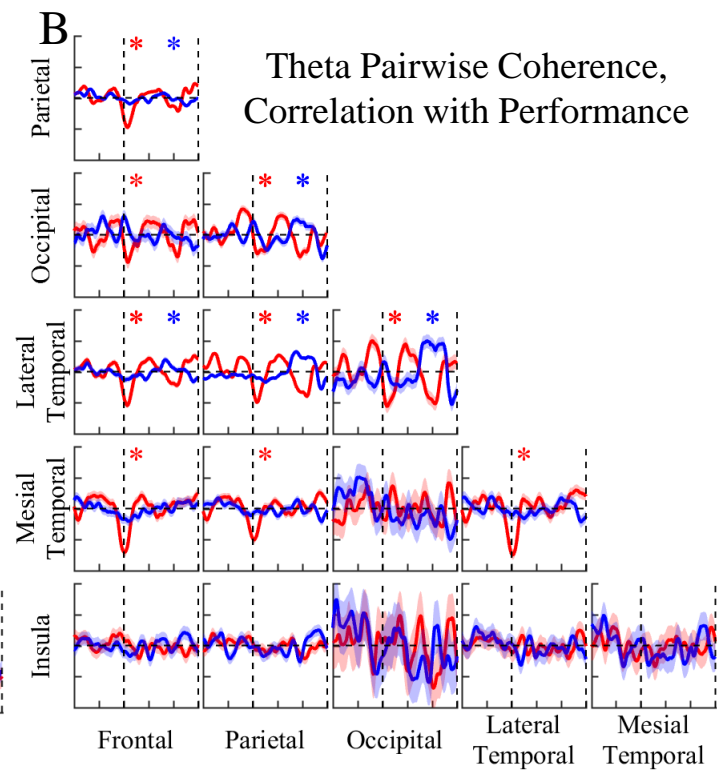 B
Theta Pairwise Coherence,
Correlation with Performance
* *
Parietal
*
* *
Occipital
* *
* *
* *
Lateral
Temporal
*
*
*
Mesial
Temporal
Insula
Frontal
Parietal
Occipital
Lateral
Temporal
Mesial
Temporal